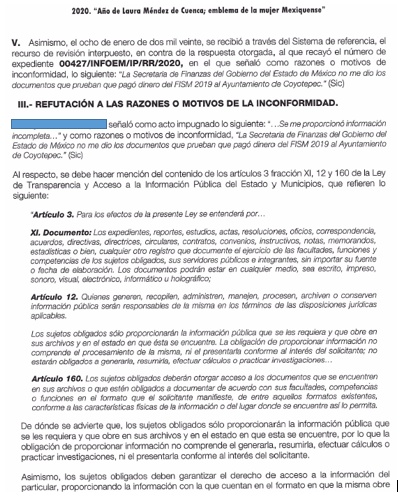 2020. "Año de Laura Méndez de Cuenca; emblema de la mujer Mexiquense"
V. Asimismo, el ocho de enero de dos mil veinte, se recibió a través del Sistema de referencia, el
recurso de revisión interpuesto, en contra de la respuesta otorgada, al que recayó el número de
expediente 00427/INFOEM/IP/RR/2020, en el que señaló como razones o motivos de
inconformidad, lo siguiente: "La Secretaría de Finanzas del Gobierno del Estado de México no me dio los
documentos que prueban que pagó dinero del FISM 2019 al Ayuntamiento de Coyotepec." (Sic)
III.- REFUTACIÓN A LAS RAZONES O MOTIVOS DE LA INCONFORMIDAD.
señaló como acto impugnado lo siguiente: "…Se me proporcionó información
incompleta…" y como razones o motivos de inconformidad, "La Secretaría de Finanzas del Gobierno del
Estado de México no me dio los documentos que prueban que pagó dinero del FISM 2019 al Ayuntamiento
de Coyotepec." (Sic)
Al respecto, se debe hacer mención del contenido de los artículos 3 fracción XI, 12 y 160 de la Ley
de Transparencia y Acceso a la Información Pública del Estado y Municipios, que refieren lo
siguiente:
"Artículo 3. Para los efectos de la presente Ley se entenderá por…
XI. Documento: Los expedientes, reportes, estudios, actas, resoluciones, oficios, correspondencia,
acuerdos, directivas, directrices, circulares, contratos, convenios, instructivos, notas, memorandos,
estadísticas o bien, cualquier otro registro que documente el ejercicio de las facultades, funciones y
competencias de los sujetos obligados, sus servidores públicos e integrantes, sin importar su fuente
o fecha de elaboración. Los documentos podrán estar en cualquier medio, sea escrito, impreso,
sonoro, visual, electrónico, informático u holográfico;
Artículo 12. Quienes generen, recopilen, administren, manejen, procesen, archiven o conserven
información pública serán responsables de la misma en los términos de las disposiciones jurídicas
aplicables.
Los sujetos obligados sólo proporcionarán la información pública que se les requiera y que obre en
sus archivos y en el estado en que ésta se encuentre. La obligación de proporcionar información no
comprende el procesamiento de la misma, ni el presentarla conforme al interés del solicitante; no
estarán obligados a generarla, resumirla, efectuar cálculos o practicar investigaciones…
Artículo 160. Los sujetos obligados deberán otorgar acceso a los documentos que se encuentren
en sus archivos o que estén obligados a documentar de acuerdo con sus facultades, competencias
o funciones en el formato que el solicitante manifieste, de entre aquellos formatos existentes,
conforme a las características físicas de la información o del lugar donde se encuentre así lo permita.
De dónde se advierte que, los sujetos obligados sólo proporcionarán la información pública que
se les requiera y que obre en sus archivos y en el estado en que esta se encuentre, por lo que la
obligación de proporcionar información no comprende el generarla, resumirla, efectuar cálculos o
practicar investigaciones, ni el presentarla conforme al interés del solicitante.
Asimismo, los sujetos deben garantizar el derecho de acceso a la información del
particular, proporcionando la información con la que cuentan en el formato en que la misma obre